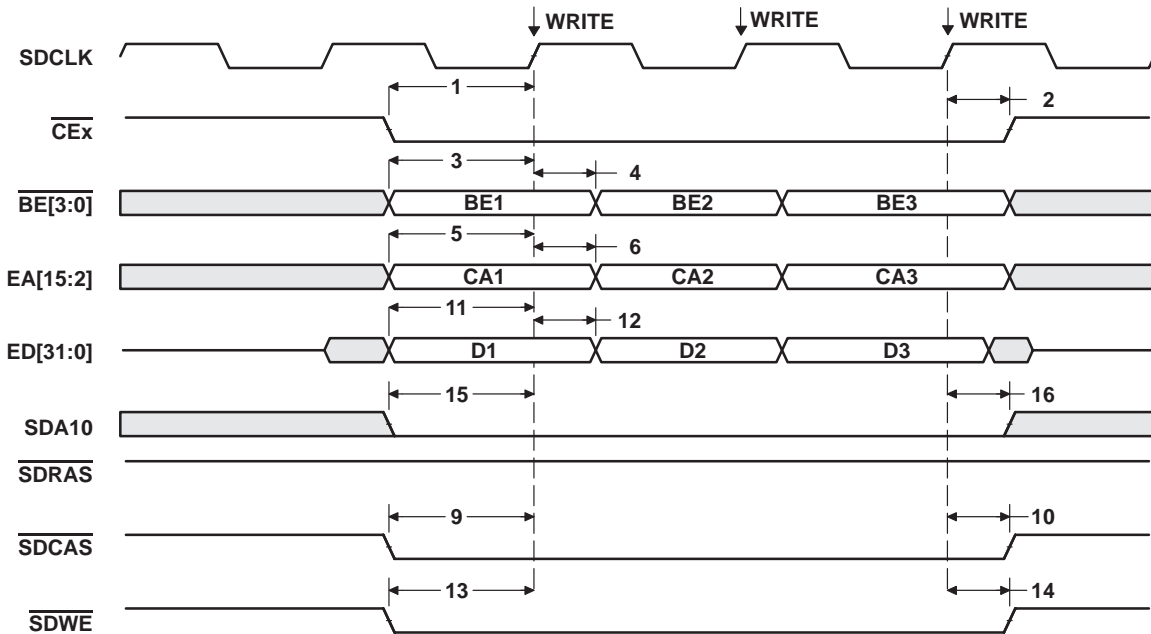 WRITE WRITE WRITE
SDCLK
1 2
CEx
3 4
BE[3:0] BE1 BE2 BE3
5 6
EA[15:2] CA1 CA2 CA3
11 12
ED[31:0] D1 D2 D3
15 16
SDA10
SDRAS
9 10
SDCAS
13 14
SDWE